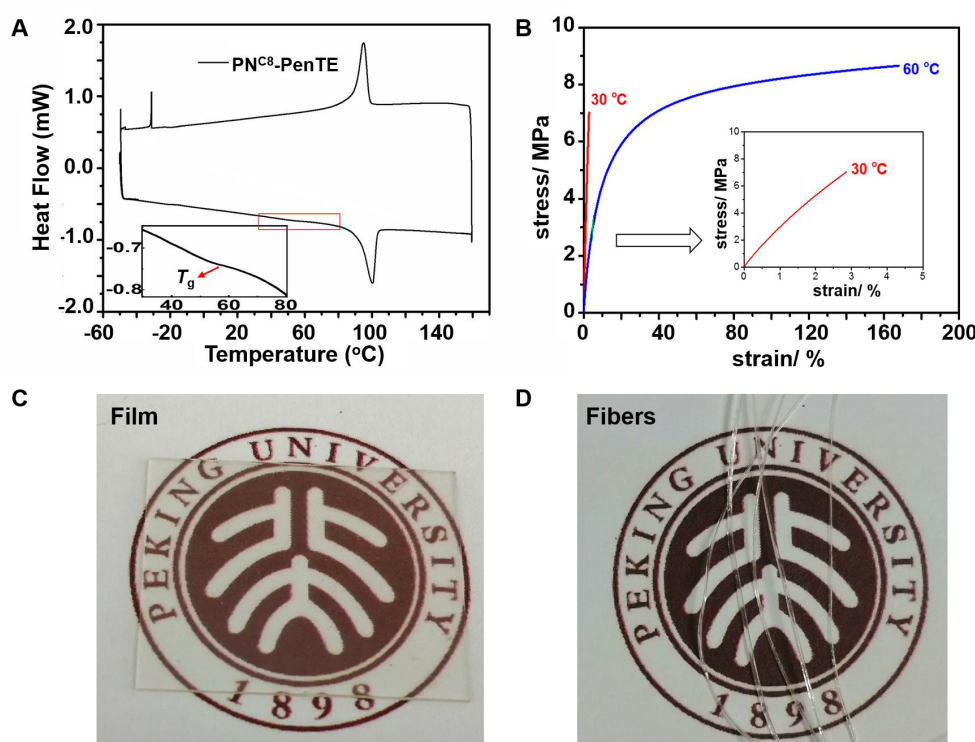 A
2.0
1.0
0.0
-1.0
-2.0
Heat Flow (mW)
PN^C8-PenTE
-0.7
-0.8
Tg
40 60 80
-60 -20 20 60 100 140
Temperature (°C)
B
10
8
6
4
2
0
stress/ MPa
30 °C
60 °C
10
8
6
4
2
0
stress/ MPa
30 °C
0 1 2 3 4 5
strain/ %
0 40 80 120 160 200
strain/ %
C
Film
PEKING UNIVERSITY
1898
D
Fibers
PEKING UNIVERSITY
1898